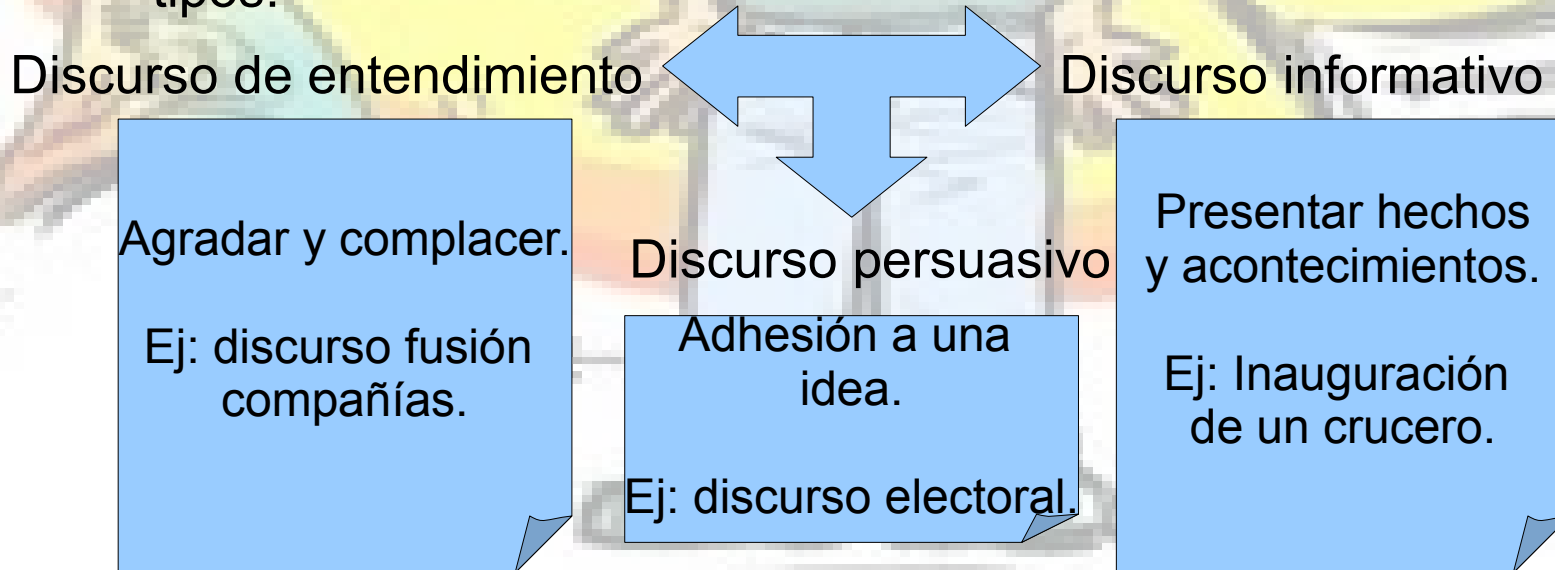 tipos:
Discurso de entendimiento
Discurso informativo
Agradar y complacer.
Ej: discurso fusión
compañías.
Discurso persuasivo
Adhesión a una
idea.
Ej: discurso electoral.
Presentar hechos
y acontecimientos.
Ej: Inauguración
de un crucero.